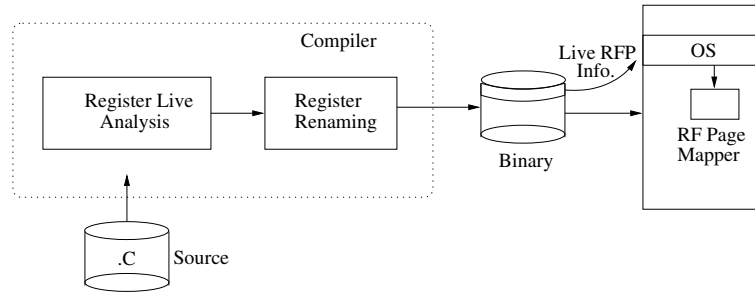 Compiler
Register Live
Analysis
Register
Renaming
Live RFP
Info.
OS
RF Page
Mapper
Binary
.C
Source